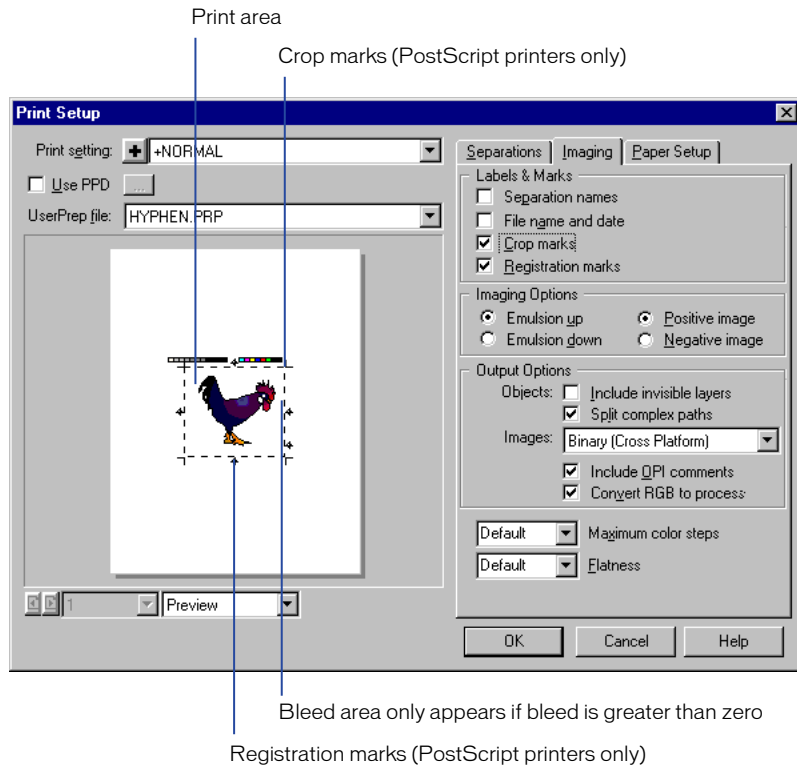 Print area
Crop marks (PostScript printers only)
Print Setup
Print setting: +NORMAL
Use PPD ...
UserPrep file: HYPHEN.PRP
1 Preview
Separations Imaging Paper Setup
Labels & Marks
Separation names
File name and date
Crop marks
Registration marks
Imaging Options
Emulsion up Positive image
Emulsion down Negative image
Output Options
Objects: Include invisible layers
Split complex paths
Images: Binary (Cross Platform)
Include OPI comments
Convert RGB to process
Default Maximum color steps
Default Flatness
OK Cancel Help
Bleed area only appears if bleed is greater than zero
Registration marks (PostScript printers only)